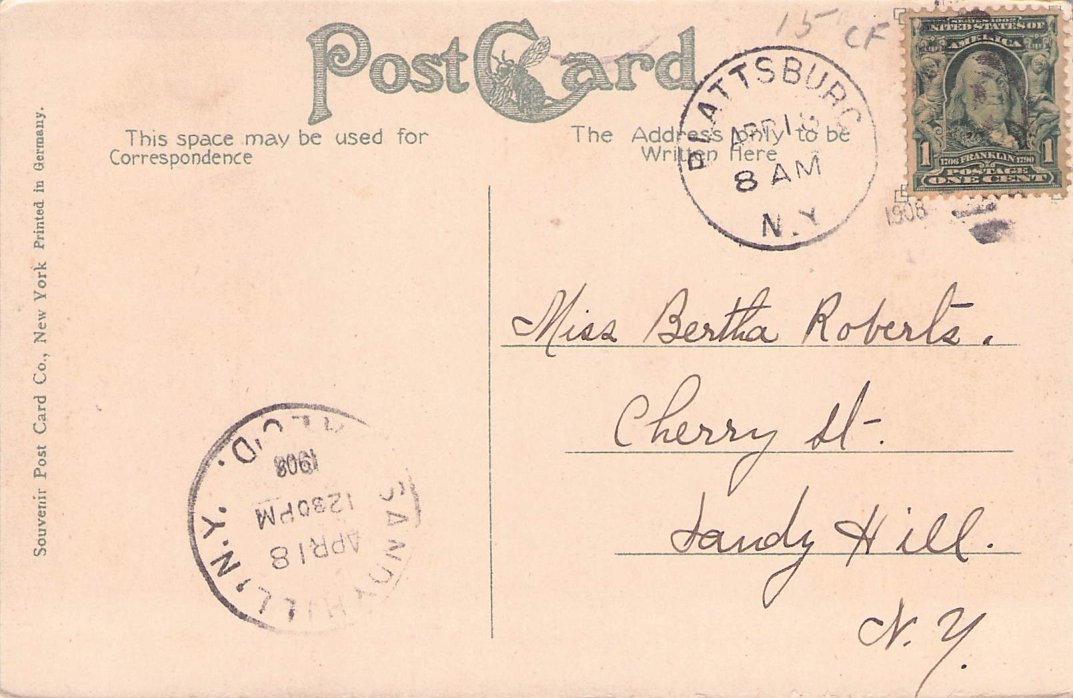 15 CF
Post Card
This space may be used for
Correspondence
The Address only to be
Written Here
PLATTSBURG
APR 18
8 AM
N.Y
1908
SERIES 1902
UNITED STATES OF
AMERICA
1 1706 FRANKLIN 1790 1
POSTAGE
ONE CENT
Souvenir Post Card Co., New York Printed in Germany.
Miss Bertha Roberts.
Cherry St.
Sandy Hill.
N.Y.
SANDY HILL, N.Y. REC'D.
APR 18
1230 PM
1908